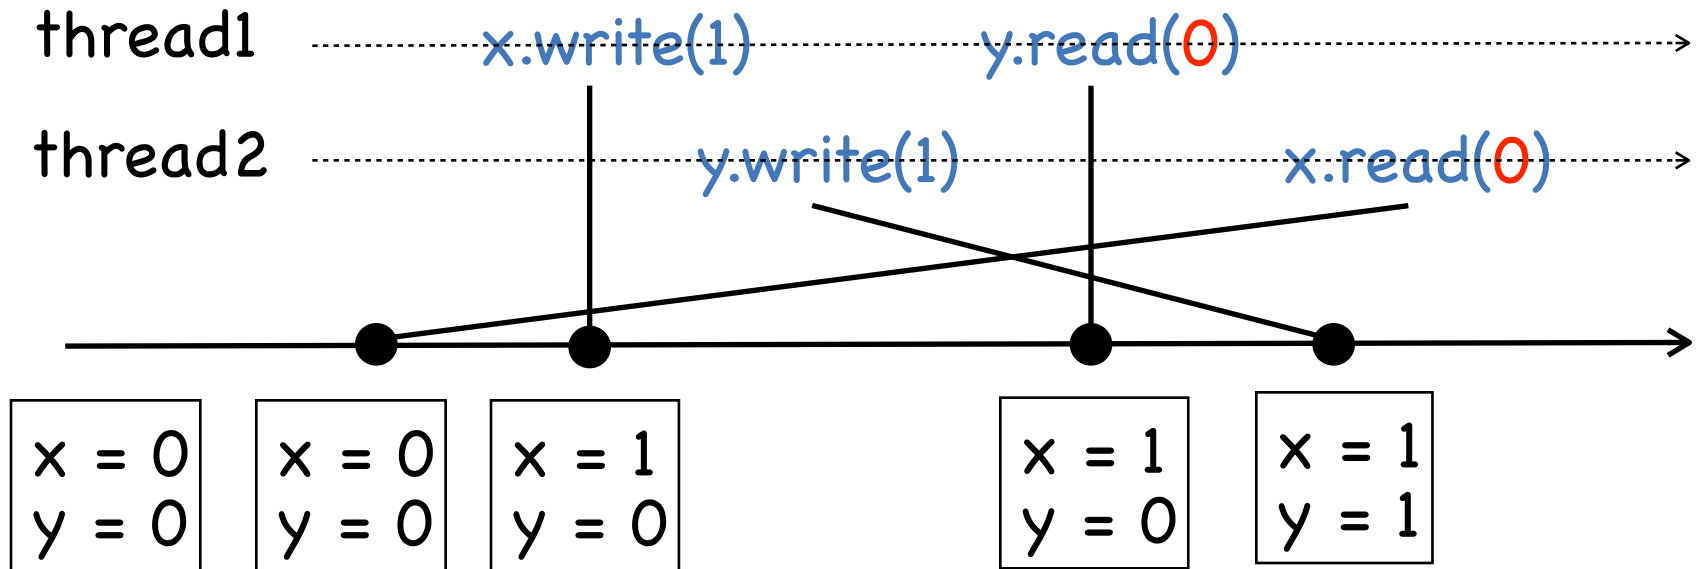 thread1 x.write(1) y.read(0)
thread2 y.write(1) x.read(0)
x = 0 x = 0 x = 1 x = 1 x = 1
y = 0 y = 0 y = 0 y = 0 y = 1